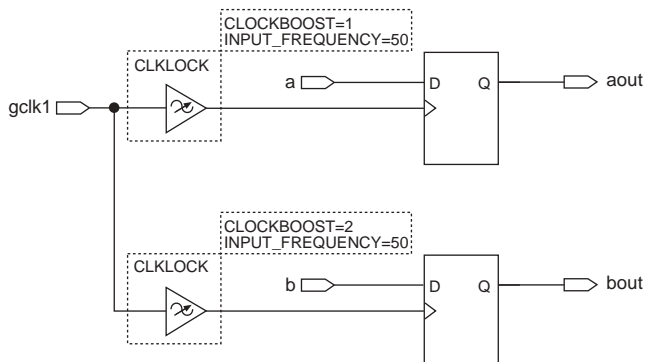 CLOCKBOOST=1
INPUT_FREQUENCY=50
CLKLOCK
a
D
Q
aout
gclk1
CLOCKBOOST=2
INPUT_FREQUENCY=50
CLKLOCK
b
D
Q
bout